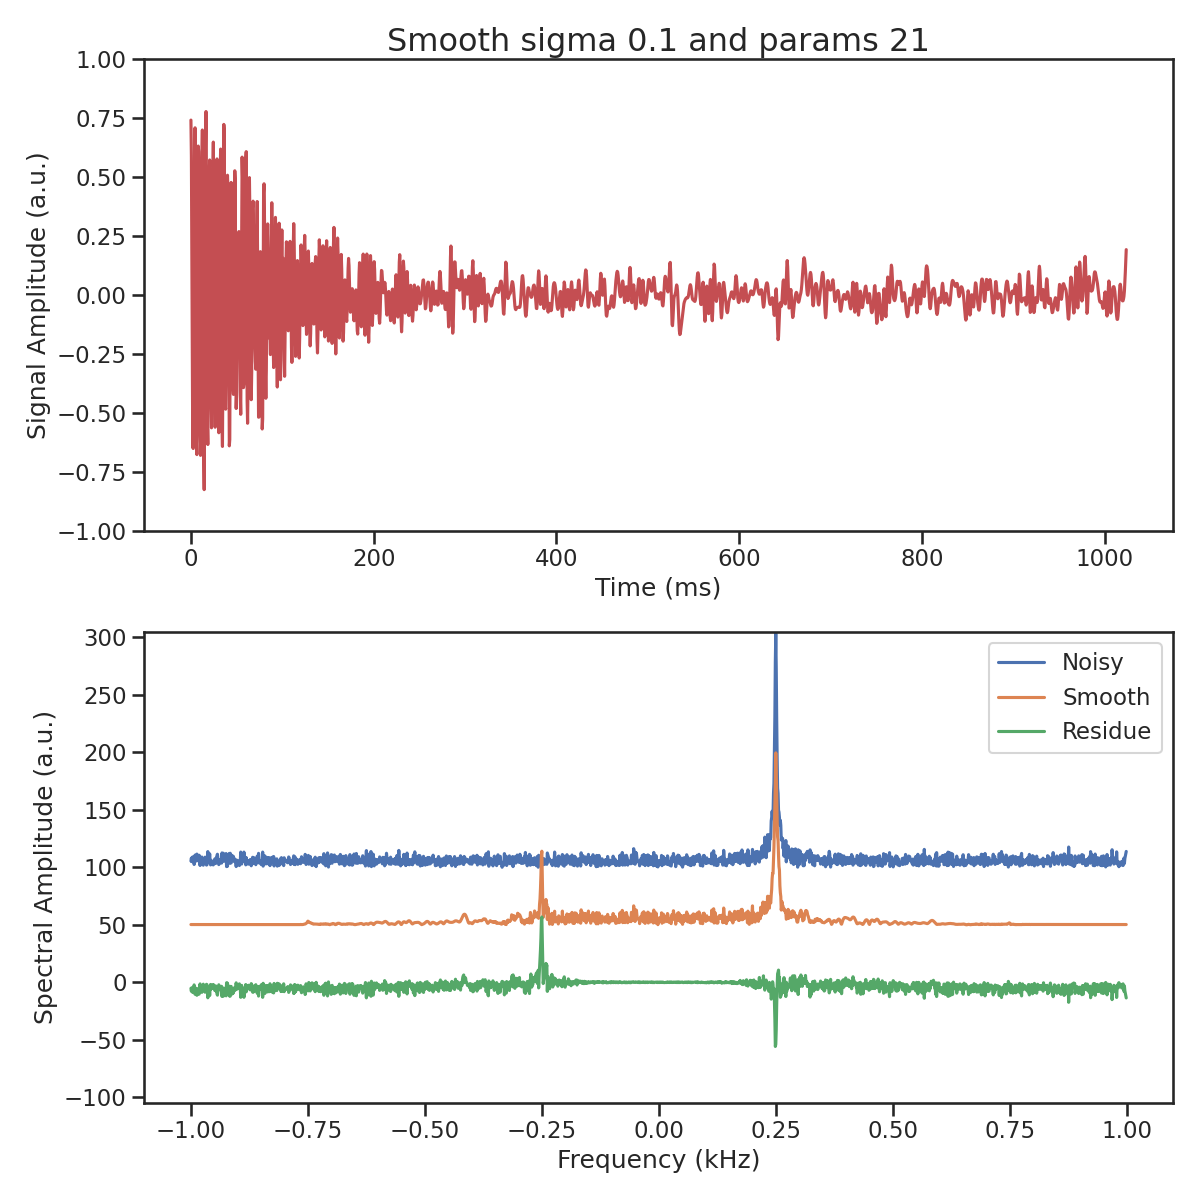 Smooth sigma 0.1 and params 21
1.00
0.75
0.50
0.25
0.00
−0.25
−0.50
−0.75
−1.00
Signal Amplitude (a.u.)
0 200 400 600 800 1000
Time (ms)
300
250
200
150
100
50
0
−50
−100
Spectral Amplitude (a.u.)
Noisy
Smooth
Residue
−1.00 −0.75 −0.50 −0.25 0.00 0.25 0.50 0.75 1.00
Frequency (kHz)